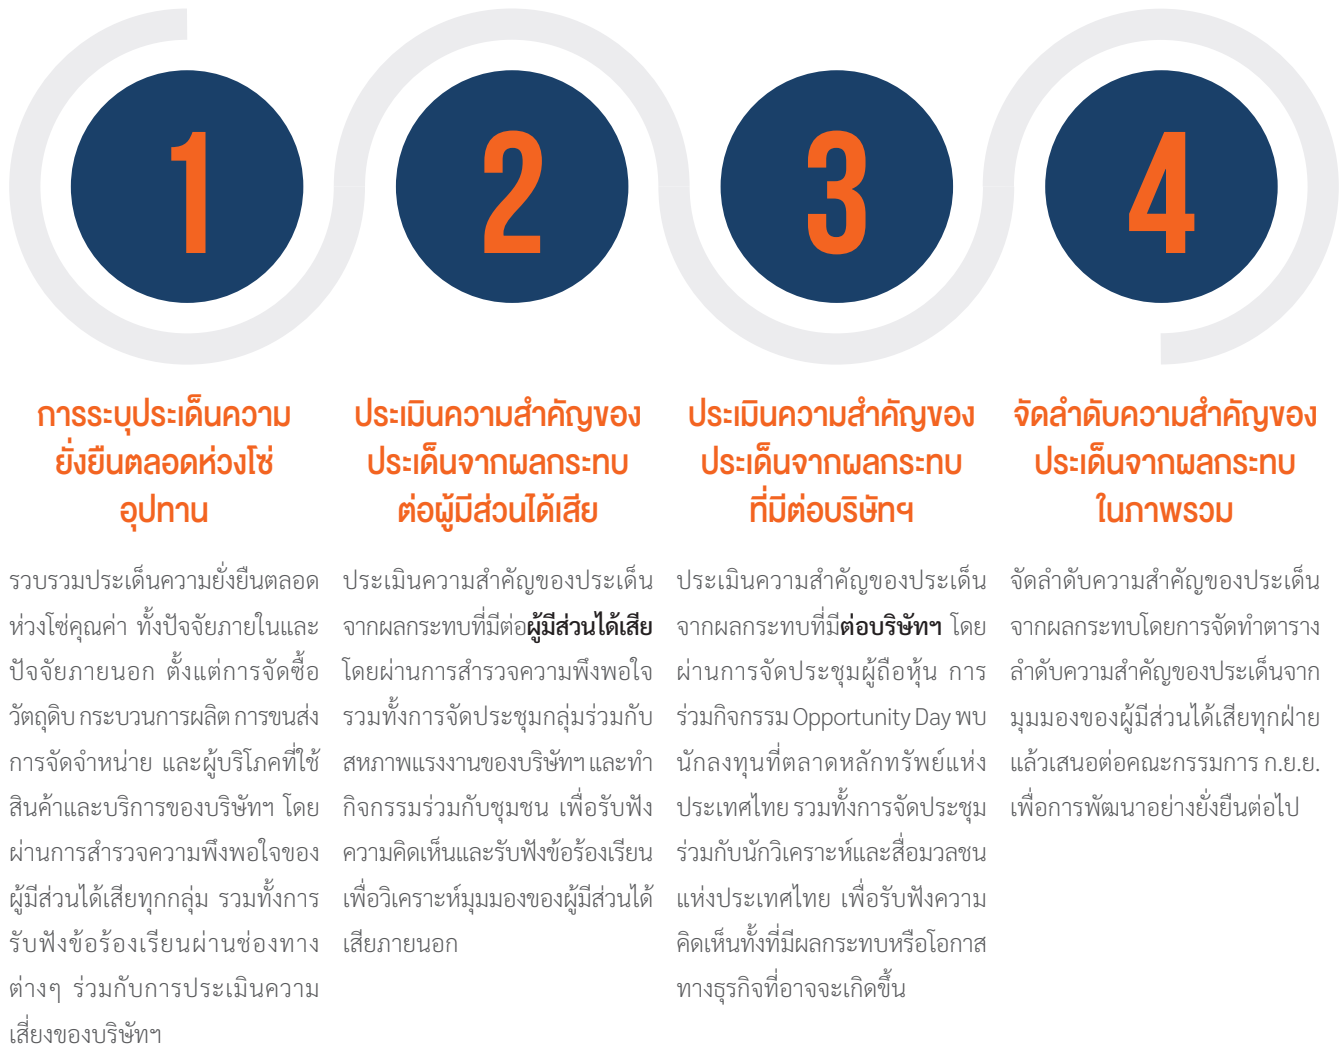 1
การระบุประเด็นความ
ยั่งยืนตลอดห่วงโซ่
อุปทาน
รวบรวมประเด็นความยั่งยืนตลอด
ห่วงโซ่คุณค่า ทั้งปัจจัยภายในและ
ปัจจัยภายนอก ตั้งแต่การจัดซื้อ
วัตถุดิบ กระบวนการผลิต การขนส่ง
การจัดจำหน่าย และผู้บริโภคที่ใช้
สินค้าและบริการของบริษัทฯ โดย
ผ่านการสำรวจความพึงพอใจของ
ผู้มีส่วนได้เสียทุกกลุ่ม รวมทั้งการ
รับฟังข้อร้องเรียนผ่านช่องทาง
ต่างๆ ร่วมกับการประเมินความ
เสี่ยงของบริษัทฯ
2
ประเมินความสำคัญของ
ประเด็นจากผลกระทบ
ต่อผู้มีส่วนได้เสีย
ประเมินความสำคัญของประเด็น
จากผลกระทบที่มีต่อผู้มีส่วนได้เสีย
โดยผ่านการสำรวจความพึงพอใจ
รวมทั้งการจัดประชุมกลุ่มร่วมกับ
สหภาพแรงงานของบริษัทฯ และทำ
กิจกรรมร่วมกับชุมชน เพื่อรับฟัง
ความคิดเห็นและรับฟังข้อร้องเรียน
เพื่อวิเคราะห์มุมมองของผู้มีส่วนได้
เสียภายนอก
3
ประเมินความสำคัญของ
ประเด็นจากผลกระทบ
ที่มีต่อบริษัทฯ
ประเมินความสำคัญของประเด็น
จากผลกระทบที่มีต่อบริษัทฯ โดย
ผ่านการจัดประชุมผู้ถือหุ้น การ
ร่วมกิจกรรม Opportunity Day พบ
นักลงทุนที่ตลาดหลักทรัพย์แห่ง
ประเทศไทย รวมทั้งการจัดประชุม
ร่วมกับนักวิเคราะห์และสื่อมวลชน
แห่งประเทศไทย เพื่อรับฟังความ
คิดเห็นทั้งที่มีผลกระทบหรือโอกาส
ทางธุรกิจที่อาจจะเกิดขึ้น
4
จัดลำดับความสำคัญของ
ประเด็นจากผลกระทบ
ในภาพรวม
จัดลำดับความสำคัญของประเด็น
จากผลกระทบโดยการจัดทำตาราง
ลำดับความสำคัญของประเด็นจาก
มุมมองของผู้มีส่วนได้เสียทุกฝ่าย
แล้วเสนอต่อคณะกรรมการ ก.ย.ย.
เพื่อการพัฒนาอย่างยั่งยืนต่อไป